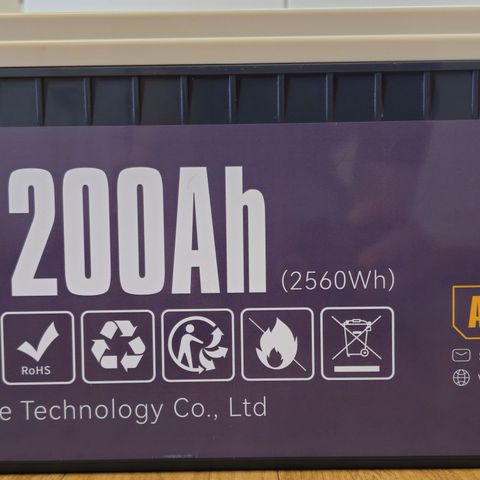 200Ah
(2560Wh)
RoHS
e Technology Co., Ltd
A